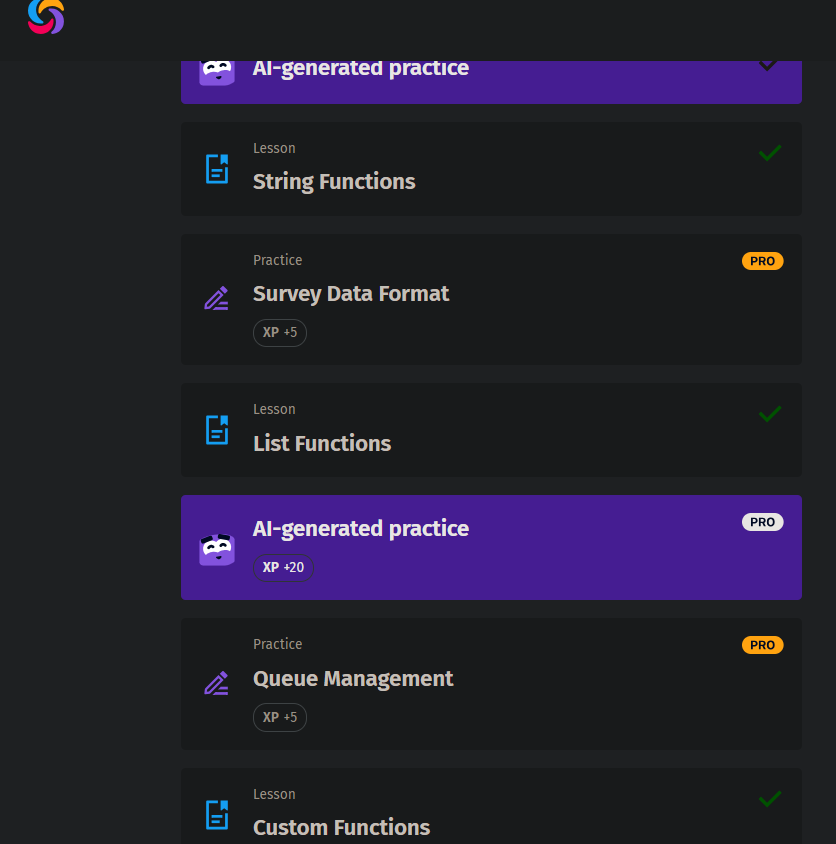 AI-generated practice
Lesson
String Functions
Practice
PRO
Survey Data Format
XP +5
Lesson
List Functions
AI-generated practice
PRO
XP +20
Practice
PRO
Queue Management
XP +5
Lesson
Custom Functions